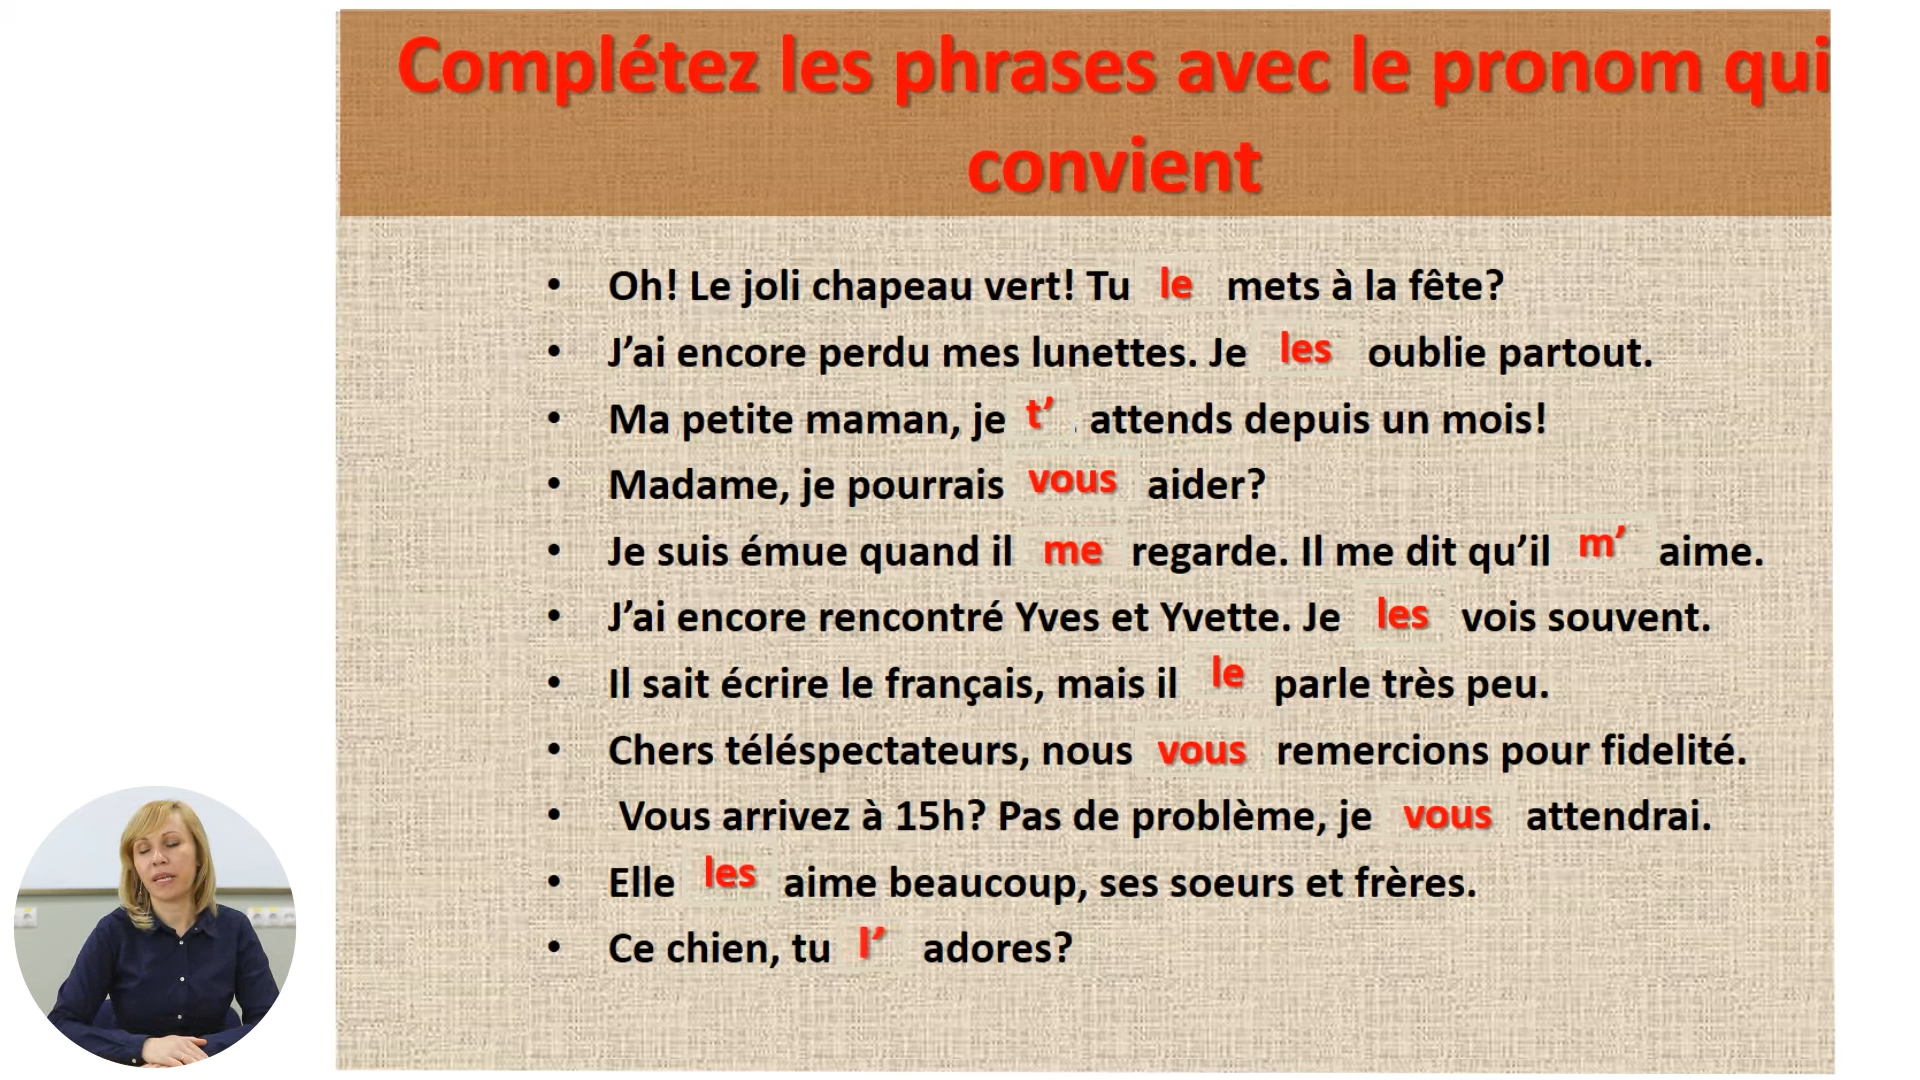 Complétez les phrases avec le pronom qui
convient
• Oh! Le joli chapeau vert! Tu le mets à la fête?
• J’ai encore perdu mes lunettes. Je les oublie partout.
• Ma petite maman, je t’ attends depuis un mois!
• Madame, je pourrais vous aider?
• Je suis émue quand il me regarde. Il me dit qu’il m’ aime.
• J’ai encore rencontré Yves et Yvette. Je les vois souvent.
• Il sait écrire le français, mais il le parle très peu.
• Chers téléspectateurs, nous vous remercions pour fidelité.
• Vous arrivez à 15h? Pas de problème, je vous attendrai.
• Elle les aime beaucoup, ses soeurs et frères.
• Ce chien, tu l’ adores?